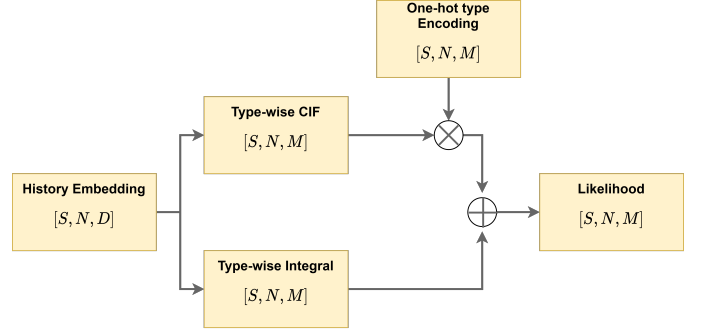 One-hot type
Encoding
[S, N, M]
Type-wise CIF
[S, N, M]
History Embedding
[S, N, D]
Likelihood
[S, N, M]
Type-wise Integral
[S, N, M]